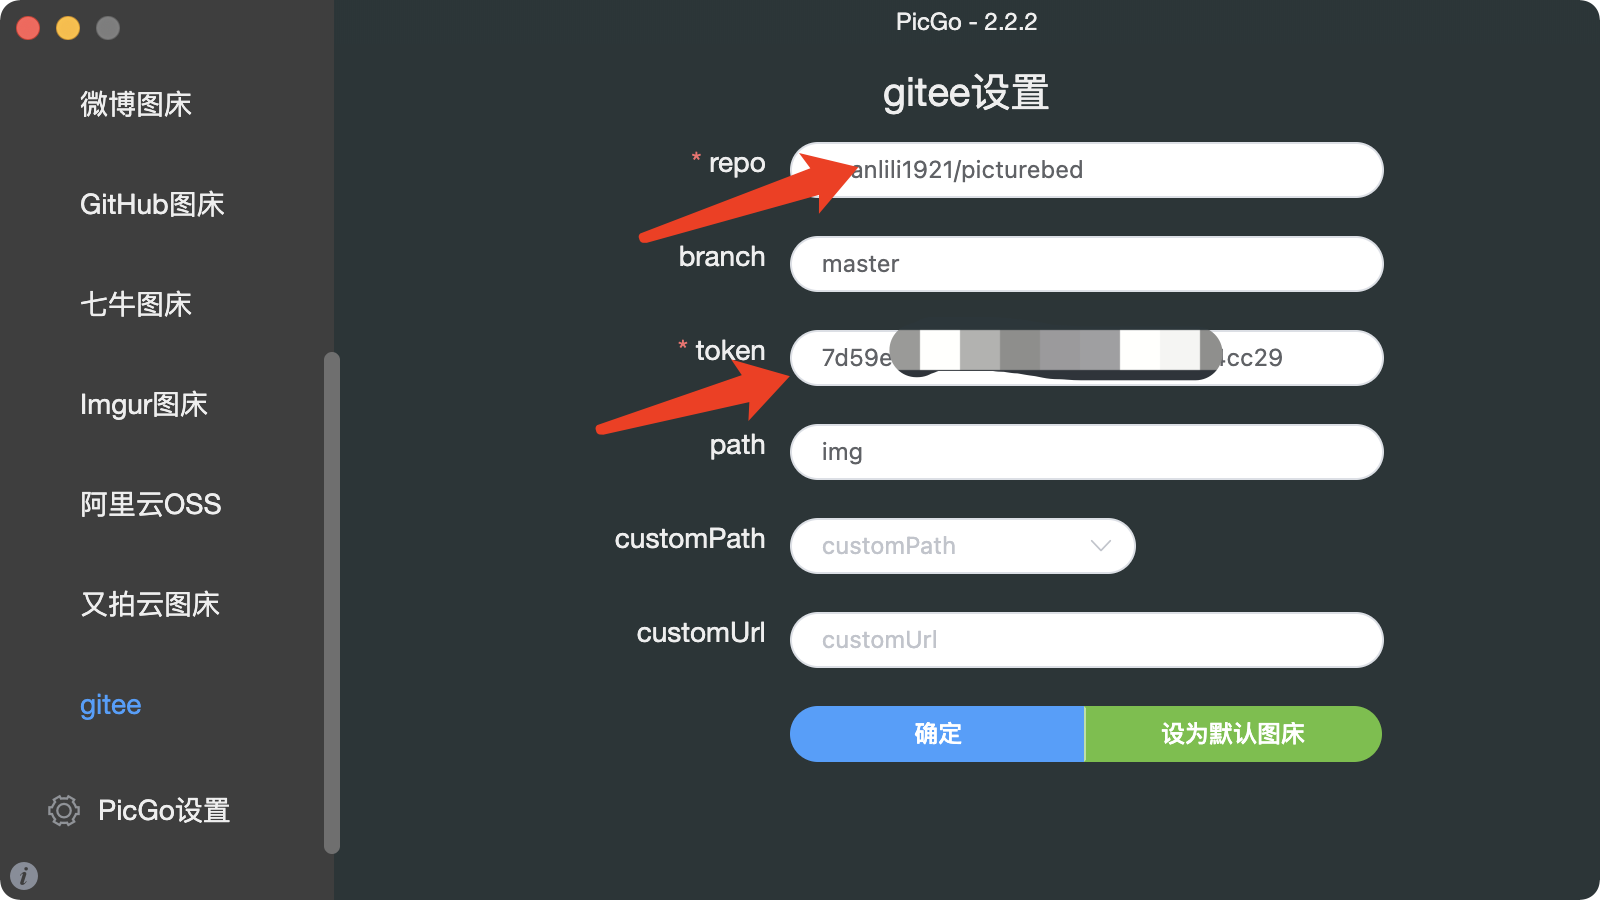 PicGo - 2.2.2
微博图床
GitHub图床
七牛图床
Imgur图床
阿里云OSS
又拍云图床
gitee
PicGo设置
gitee设置
* repo
anlili1921/picturebed
branch
master
* token
7d59e
cc29
path
img
customPath
customPath
customUrl
customUrl
确定
设为默认图床